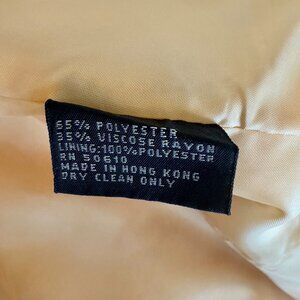 65% POLYESTER
35% VISCOSE RAYON
LINING:100%POLYESTER
RN 50610
MADE IN HONG KONG
DRY CLEAN ONLY